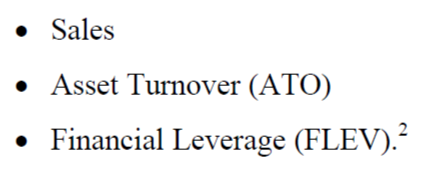 • Sales
• Asset Turnover (ATO)
• Financial Leverage (FLEV).²